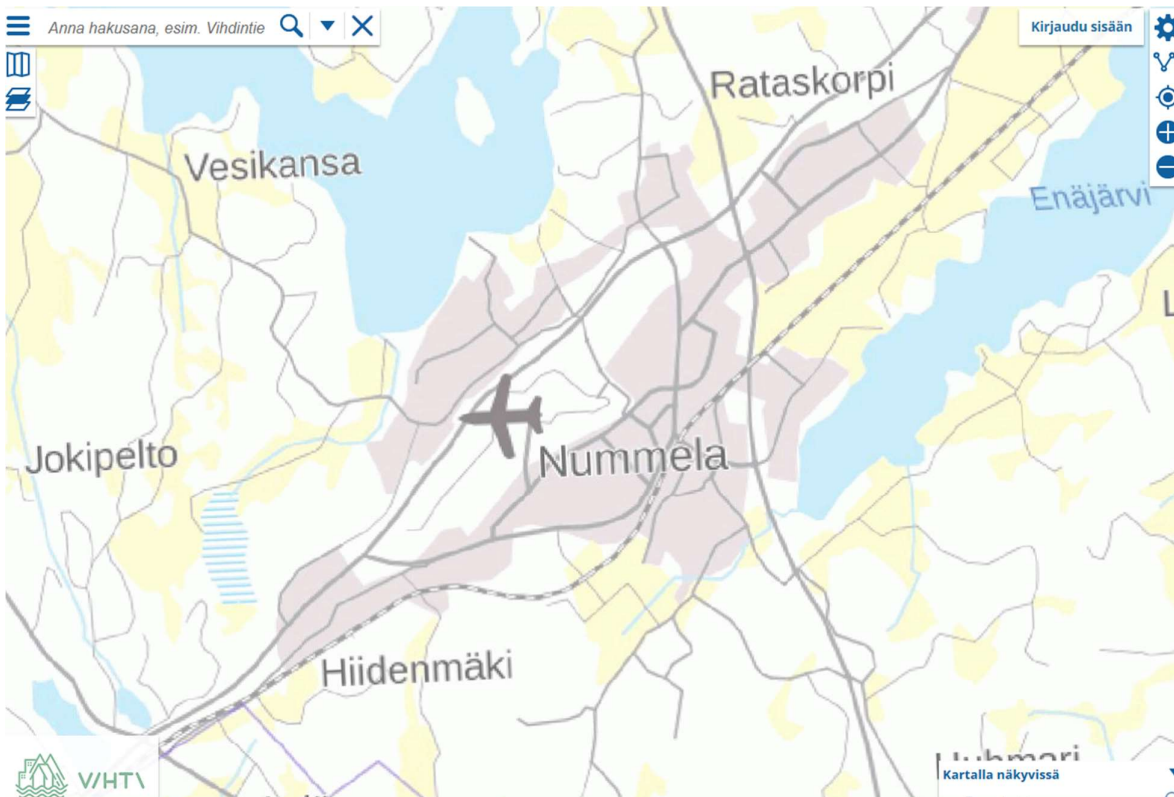 Anna hakusana, esim. Vihdintie
Kirjaudu sisään
Rataskorpi
Vesikansa
Enäjärvi
L
Jokipelto
Nummela
Hiidenmäki
VIHTI
Kartalla näkyvissä